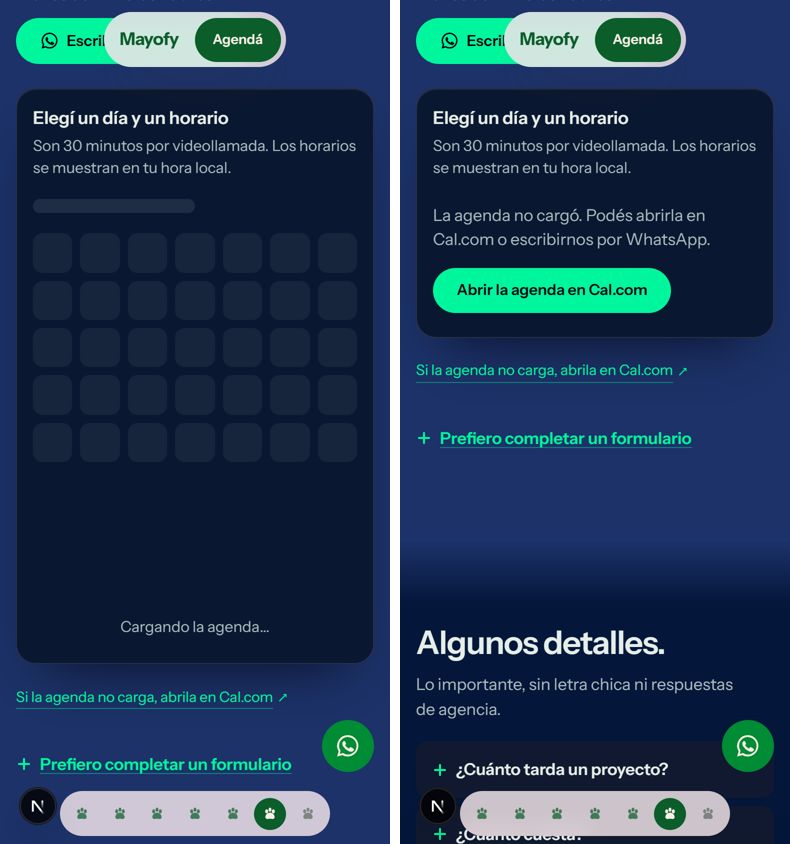 Escri
Mayofy
Agendá
Elegí un día y un horario
Son 30 minutos por videollamada. Los horarios
se muestran en tu hora local.
Cargando la agenda...
Si la agenda no carga, abrila en Cal.com ↗
+ Prefiero completar un formulario
N
Escri
Mayofy
Agendá
Elegí un día y un horario
Son 30 minutos por videollamada. Los horarios
se muestran en tu hora local.
La agenda no cargó. Podés abrirla en
Cal.com o escribirnos por WhatsApp.
Abrir la agenda en Cal.com
Si la agenda no carga, abrila en Cal.com ↗
+ Prefiero completar un formulario
Algunos detalles.
Lo importante, sin letra chica ni respuestas
de agencia.
+ ¿Cuánto tarda un proyecto?
N
+ ¿Cuánto cuesta?